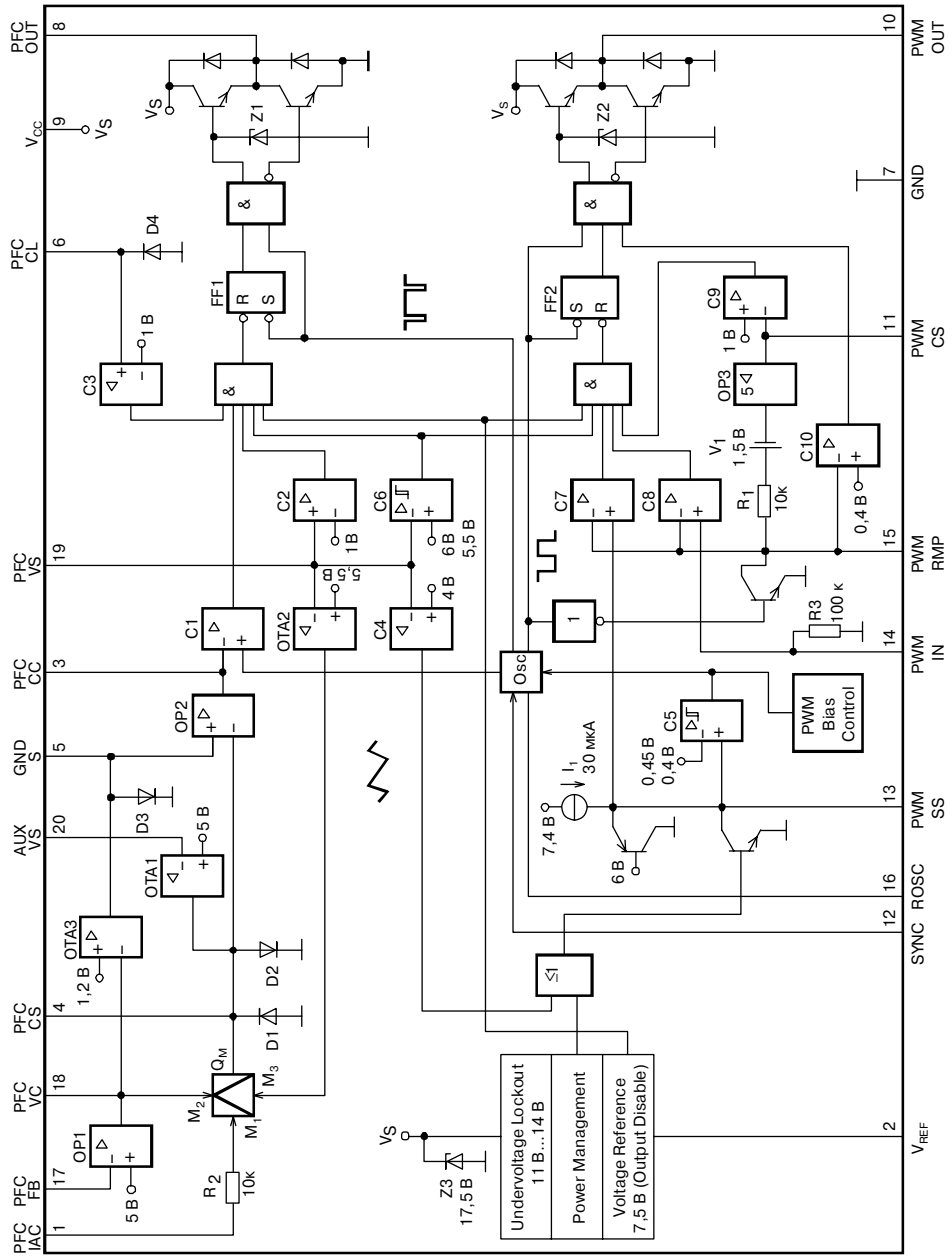 PFC OUT
8
V_CC
9
V_S
PFC CL
6
PFC VS
19
PFC CC
3
GND S
5
AUX VS
20
PFC CS
4
PFC VC
18
PFC FB
17
PFC IAC
1
PWM OUT
10
GND
7
PWM CS
11
PWM RMP
15
PWM IN
14
PWM SS
13
ROSC
16
SYNC
12
V_REF
2
V_S
Z1
&
D4
FF1
R
S
1 В
C3
+
−
&
V_S
Z2
&
FF2
S
R
&
C9
+
−
1 В
OP3
5
V_1
1,5 В
R_1
10к
C10
−
+
0,4 В
C2
+
−
1В
C6
−
+
6 В
5,5 В
C7
−
+
C8
−
+
OTA2
−
+
5,5В
C4
−
+
4 В
C1
−
+
OP2
+
−
Osc
1
R3
100 к
C5
−
+
0,45 В
0,4 В
PWM
Bias
Control
I_1
30 мкА
7,4 В
6 В
D3
OTA1
−
+
5 В
OTA3
+
−
1,2 В
D2
D1
Q_M
M_2
M_1
M_3
OP1
−
+
5 В
R_2
10к
≤1
V_S
Z3
17,5 В
Undervoltage Lockout
11 В...14 В
Power Management
Voltage Reference
7,5 В (Output Disable)